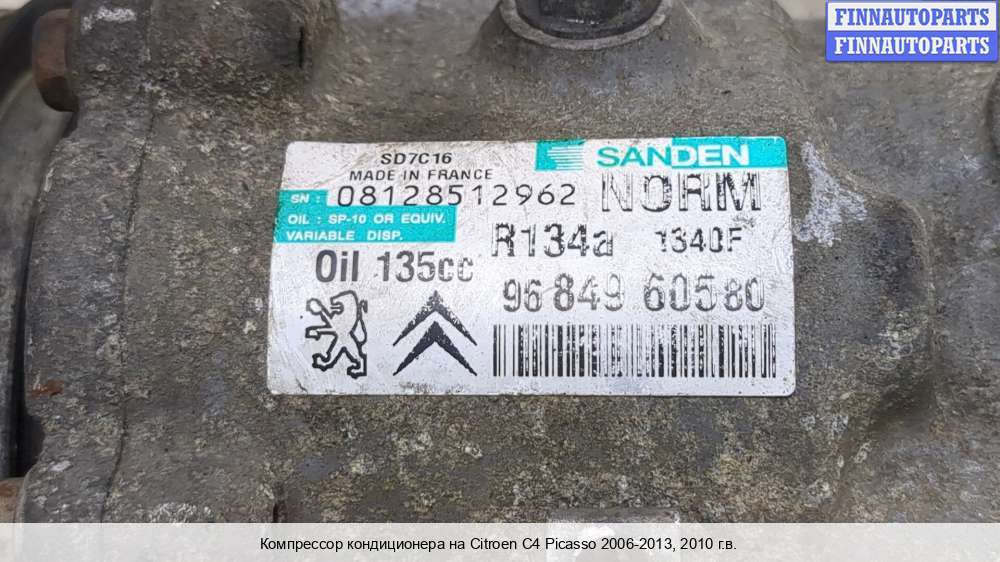 FINNAUTOPARTS
FINNAUTOPARTS
SD7C16
MADE IN FRANCE
SANDEN
SN : 08128512962
NORM
OIL : SP-10 OR EQUIV.
VARIABLE DISP.
R134a 1340F
Oil 135cc
96 849 605 80
Компрессор кондиционера на Citroen C4 Picasso 2006-2013, 2010 г.в.